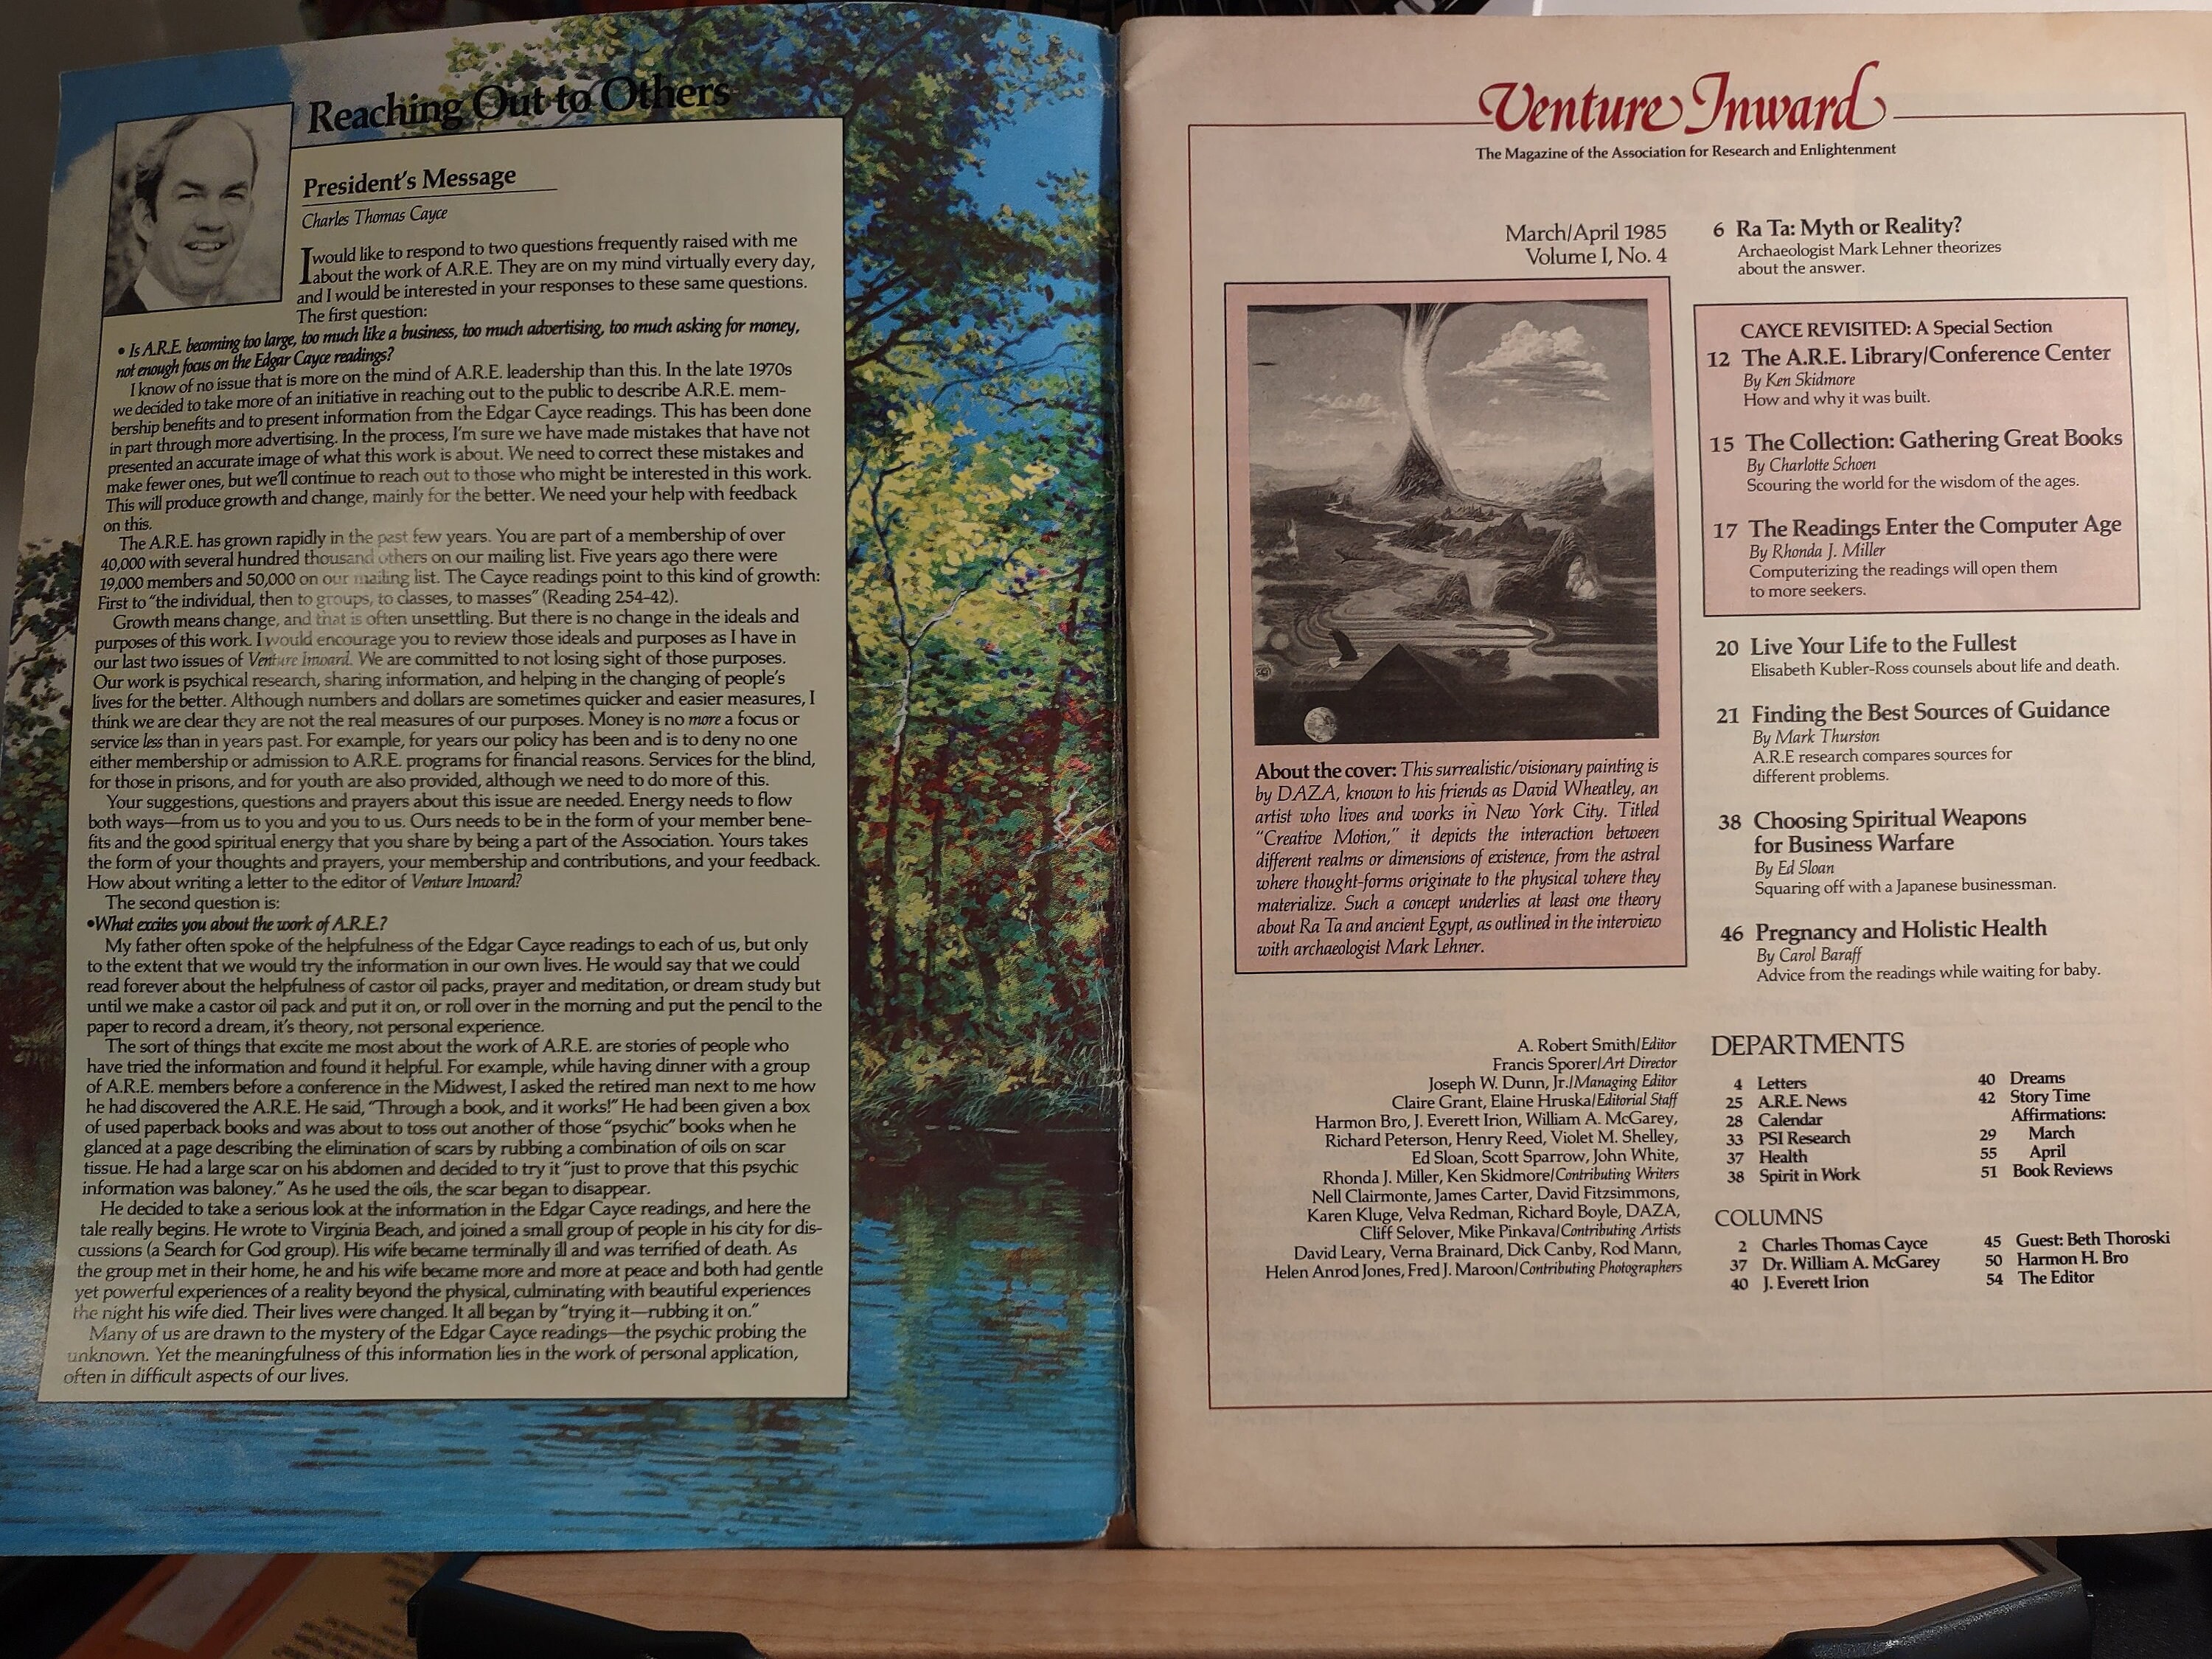 Reaching Out to Others
President's Message
Charles Thomas Cayce
I would like to respond to two questions frequently raised with me
about the work of A.R.E. They are on my mind virtually every day,
and I would be interested in your responses to these same questions.
The first question:
• Is A.R.E. becoming too large, too much like a business, too much advertising, too much asking for money,
not enough focus on the Edgar Cayce readings?
I know of no issue that is more on the mind of A.R.E. leadership than this. In the late 1970s
we decided to take more of an initiative in reaching out to the public to describe A.R.E. mem-
bership benefits and to present information from the Edgar Cayce readings. This has been done
in part through more advertising. In the process, I'm sure we have made mistakes that have not
presented an accurate image of what this work is about. We need to correct these mistakes and
make fewer ones, but we'll continue to reach out to those who might be interested in this work.
This will produce growth and change, mainly for the better. We need your help with feedback
on this.
The A.R.E. has grown rapidly in the past few years. You are part of a membership of over
40,000 with several hundred thousand others on our mailing list. Five years ago there were
19,000 members and 50,000 on our mailing list. The Cayce readings point to this kind of growth:
First to "the individual, then to groups, to classes, to masses" (Reading 254-42).
Growth means change, and that is often unsettling. But there is no change in the ideals and
purposes of this work. I would encourage you to review those ideals and purposes as I have in
our last two issues of Venture Inward. We are committed to not losing sight of those purposes.
Our work is psychical research, sharing information, and helping in the changing of people's
lives for the better. Although numbers and dollars are sometimes quicker and easier measures, I
think we are clear they are not the real measures of our purposes. Money is no more a focus or
service less than in years past. For example, for years our policy has been and is to deny no one
either membership or admission to A.R.E. programs for financial reasons. Services for the blind,
for those in prisons, and for youth are also provided, although we need to do more of this.
Your suggestions, questions and prayers about this issue are needed. Energy needs to flow
both ways—from us to you and you to us. Ours needs to be in the form of your member bene-
fits and the good spiritual energy that you share by being a part of the Association. Yours takes
the form of your thoughts and prayers, your membership and contributions, and your feedback.
How about writing a letter to the editor of Venture Inward?
The second question is:
•What excites you about the work of A.R.E.?
My father often spoke of the helpfulness of the Edgar Cayce readings to each of us, but only
to the extent that we would try the information in our own lives. He would say that we could
read forever about the helpfulness of castor oil packs, prayer and meditation, or dream study but
until we make a castor oil pack and put it on, or roll over in the morning and put the pencil to the
paper to record a dream, it's theory, not personal experience.
The sort of things that excite me most about the work of A.R.E. are stories of people who
have tried the information and found it helpful. For example, while having dinner with a group
of A.R.E. members before a conference in the Midwest, I asked the retired man next to me how
he had discovered the A.R.E. He said, "Through a book, and it works!" He had been given a box
of used paperback books and was about to toss out another of those "psychic" books when he
glanced at a page describing the elimination of scars by rubbing a combination of oils on scar
tissue. He had a large scar on his abdomen and decided to try it "just to prove that this psychic
information was baloney." As he used the oils, the scar began to disappear.
He decided to take a serious look at the information in the Edgar Cayce readings, and here the
tale really begins. He wrote to Virginia Beach, and joined a small group of people in his city for dis-
cussions (a Search for God group). His wife became terminally ill and was terrified of death. As
the group met in their home, he and his wife became more and more at peace and both had gentle
yet powerful experiences of a reality beyond the physical, culminating with beautiful experiences
the night his wife died. Their lives were changed. It all began by "trying it—rubbing it on."
Many of us are drawn to the mystery of the Edgar Cayce readings—the psychic probing the
unknown. Yet the meaningfulness of this information lies in the work of personal application,
often in difficult aspects of our lives.
Venture Inward
The Magazine of the Association for Research and Enlightenment
March/April 1985
Volume I, No. 4
About the cover: This surrealistic/visionary painting is
by DAZA, known to his friends as David Wheatley, an
artist who lives and works in New York City. Titled
"Creative Motion," it depicts the interaction between
different realms or dimensions of existence, from the astral
where thought-forms originate to the physical where they
materialize. Such a concept underlies at least one theory
about Ra Ta and ancient Egypt, as outlined in the interview
with archaeologist Mark Lehner.
A. Robert Smith/Editor
Francis Sporer/Art Director
Joseph W. Dunn, Jr./Managing Editor
Claire Grant, Elaine Hruska/Editorial Staff
Harmon Bro, J. Everett Irion, William A. McGarey,
Richard Peterson, Henry Reed, Violet M. Shelley,
Ed Sloan, Scott Sparrow, John White,
Rhonda J. Miller, Ken Skidmore/Contributing Writers
Nell Clairmonte, James Carter, David Fitzsimmons,
Karen Kluge, Velva Redman, Richard Boyle, DAZA,
Cliff Selover, Mike Pinkava/Contributing Artists
David Leary, Verna Brainard, Dick Canby, Rod Mann,
Helen Anrod Jones, Fred J. Maroon/Contributing Photographers
6 Ra Ta: Myth or Reality?
Archaeologist Mark Lehner theorizes
about the answer.
CAYCE REVISITED: A Special Section
12 The A.R.E. Library/Conference Center
By Ken Skidmore
How and why it was built.
15 The Collection: Gathering Great Books
By Charlotte Schoen
Scouring the world for the wisdom of the ages.
17 The Readings Enter the Computer Age
By Rhonda J. Miller
Computerizing the readings will open them
to more seekers.
20 Live Your Life to the Fullest
Elisabeth Kubler-Ross counsels about life and death.
21 Finding the Best Sources of Guidance
By Mark Thurston
A.R.E research compares sources for
different problems.
38 Choosing Spiritual Weapons
for Business Warfare
By Ed Sloan
Squaring off with a Japanese businessman.
46 Pregnancy and Holistic Health
By Carol Baraff
Advice from the readings while waiting for baby.
DEPARTMENTS
4 Letters
25 A.R.E. News
28 Calendar
33 PSI Research
37 Health
38 Spirit in Work
40 Dreams
42 Story Time
Affirmations:
29 March
55 April
51 Book Reviews
COLUMNS
2 Charles Thomas Cayce
37 Dr. William A. McGarey
40 J. Everett Irion
45 Guest: Beth Thoroski
50 Harmon H. Bro
54 The Editor